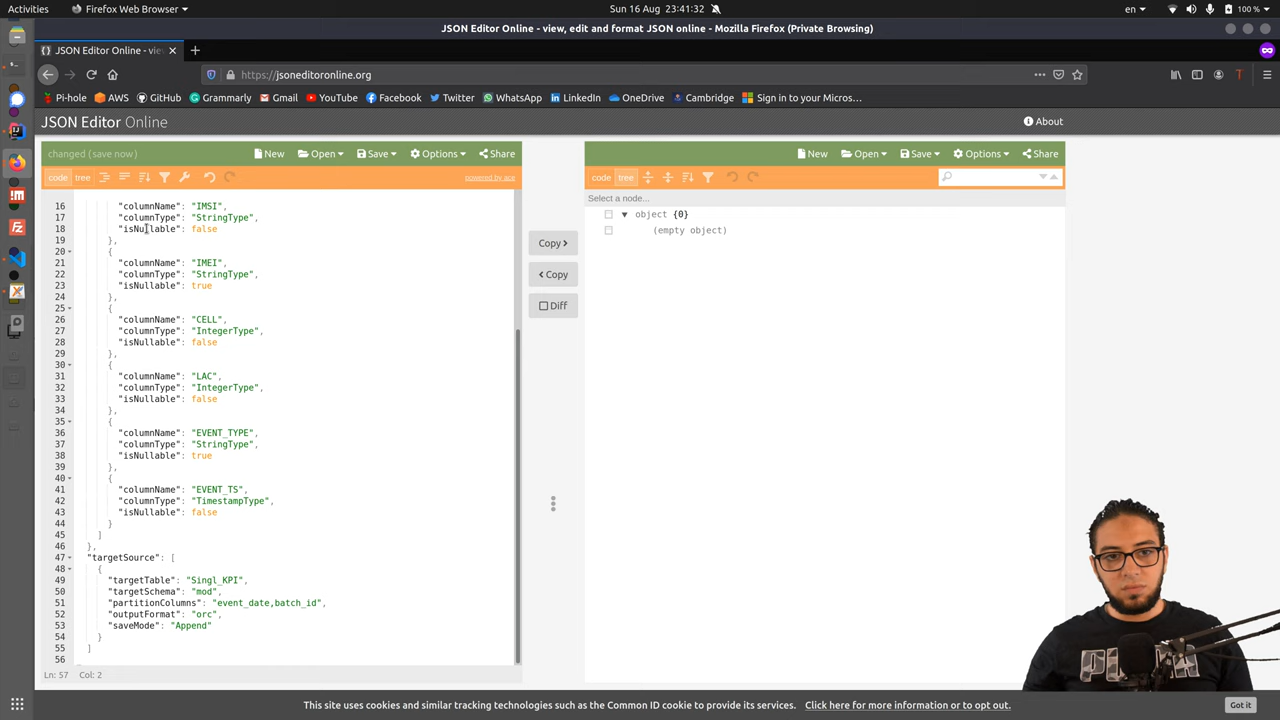 Activities
Firefox Web Browser
Sun 16 Aug 23:41:32
en
100 %
JSON Editor Online - view, edit and format JSON online - Mozilla Firefox (Private Browsing)
JSON Editor Online - vie
https://jsoneditoronline.org
Pi-hole
AWS
GitHub
Grammarly
Gmail
YouTube
Facebook
Twitter
WhatsApp
LinkedIn
OneDrive
Cambridge
Sign in to your Micros…
JSON Editor Online
About
changed (save now)
New
Open
Save
Options
Share
New
Open
Save
Options
Share
code
tree
powered by ace
code
tree
Select a node...
object {0}
(empty object)
Copy
Copy
Diff
16 "columnName": "IMSI",
17 "columnType": "StringType",
18 "isNullable": false
19 },
20 {
21 "columnName": "IMEI",
22 "columnType": "StringType",
23 "isNullable": true
24 },
25 {
26 "columnName": "CELL",
27 "columnType": "IntegerType",
28 "isNullable": false
29 },
30 {
31 "columnName": "LAC",
32 "columnType": "IntegerType",
33 "isNullable": false
34 },
35 {
36 "columnName": "EVENT_TYPE",
37 "columnType": "StringType",
38 "isNullable": true
39 },
40 {
41 "columnName": "EVENT_TS",
42 "columnType": "TimestampType",
43 "isNullable": false
44 }
45 ]
46 },
47 "targetSource": [
48 {
49 "targetTable": "Singl_KPI",
50 "targetSchema": "mod",
51 "partitionColumns": "event_date,batch_id",
52 "outputFormat": "orc",
53 "saveMode": "Append"
54 }
55 ]
56
Ln: 57 Col: 2
This site uses cookies and similar tracking technologies such as the Common ID cookie to provide its services.
Click here for more information or to opt out.
Got it